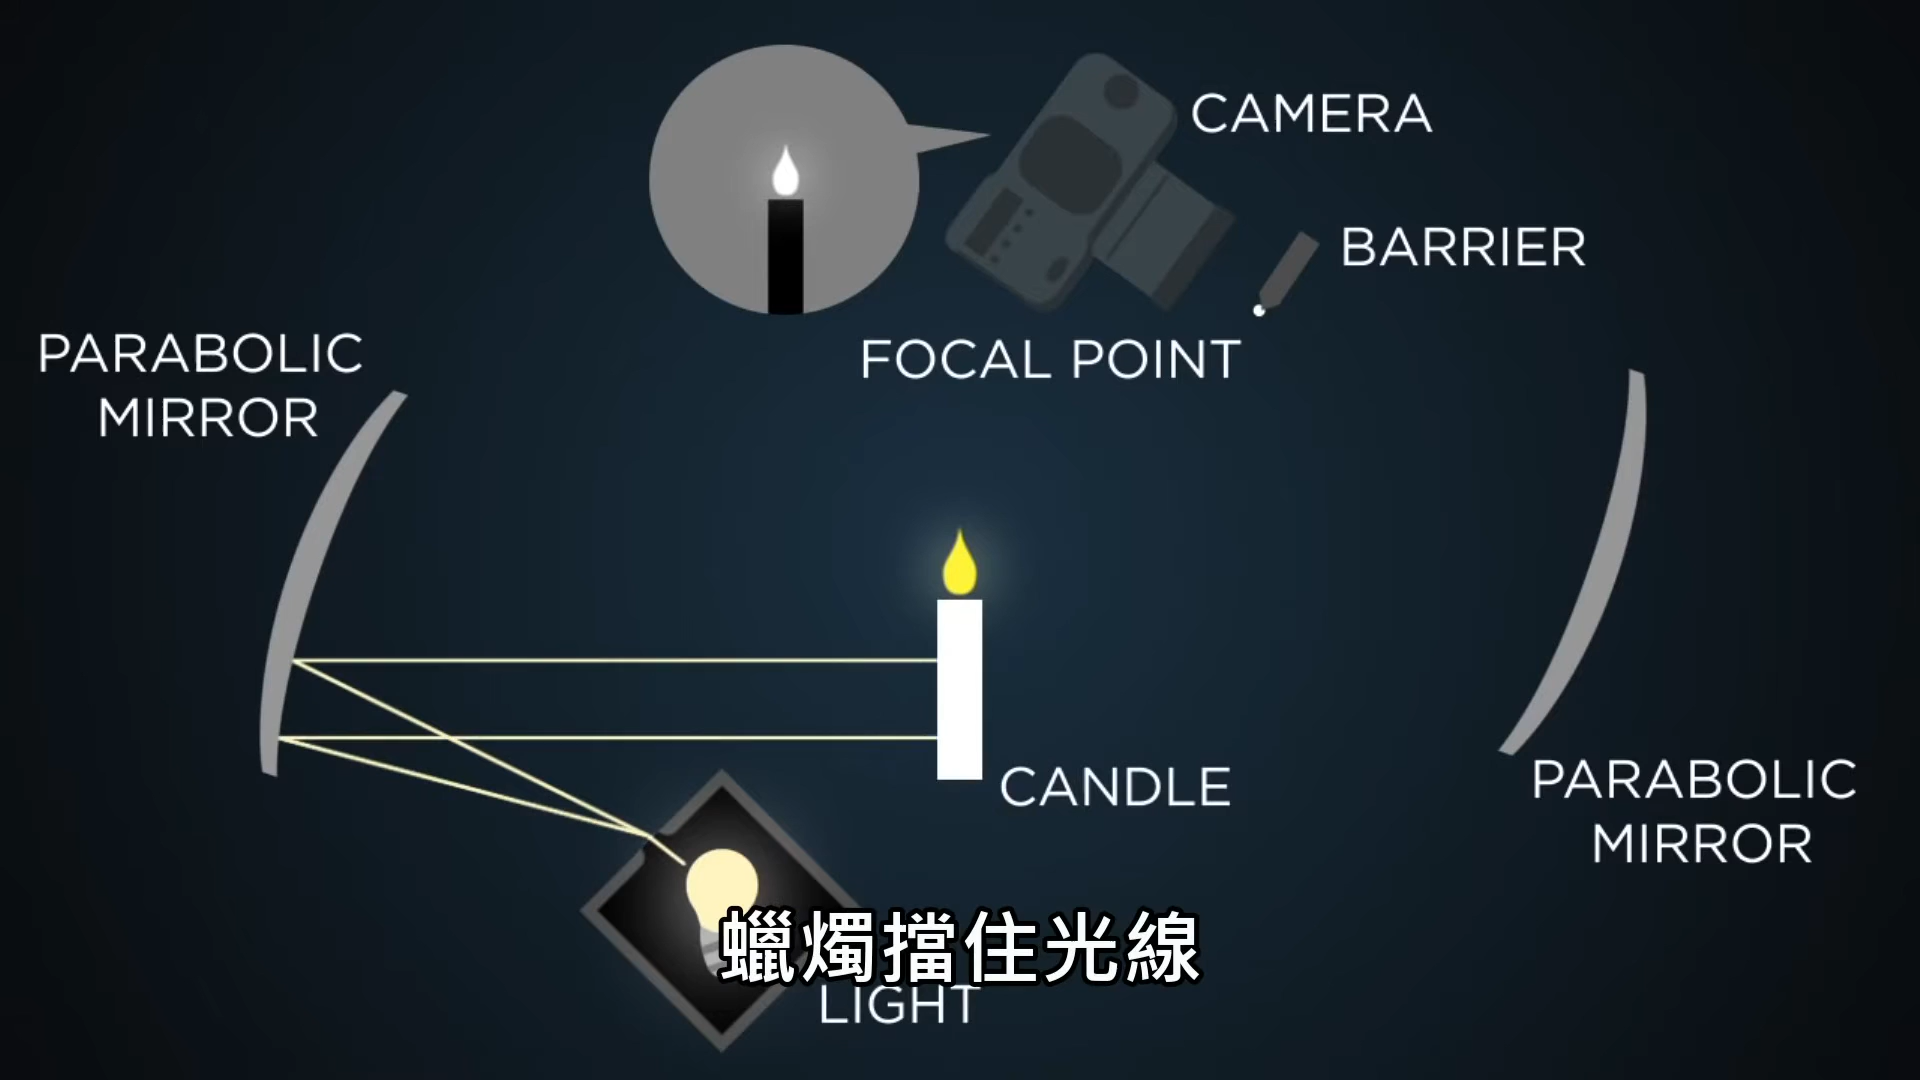 CAMERA
BARRIER
PARABOLIC
MIRROR
FOCAL POINT
CANDLE
PARABOLIC
MIRROR
蠟燭擋住光線
LIGHT